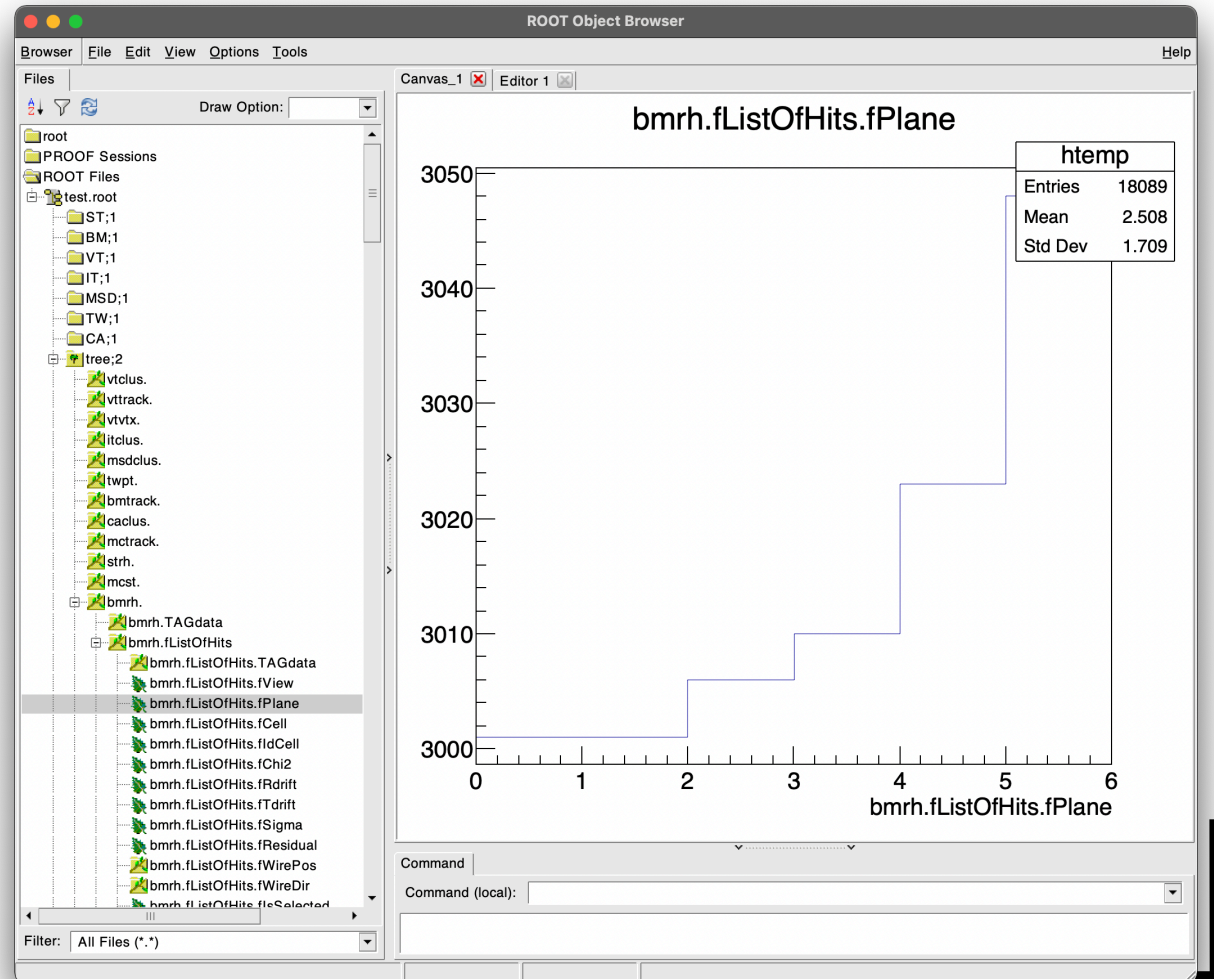 ROOT Object Browser
Browser File Edit View Options Tools Help
Files
Draw Option:
root
PROOF Sessions
ROOT Files
test.root
ST;1
BM;1
VT;1
IT;1
MSD;1
TW;1
CA;1
tree;2
vtclus.
vttrack.
vtvtx.
itclus.
msdclus.
twpt.
bmtrack.
caclus.
mctrack.
strh.
mcst.
bmrh.
bmrh.TAGdata
bmrh.fListOfHits
bmrh.fListOfHits.TAGdata
bmrh.fListOfHits.fView
bmrh.fListOfHits.fPlane
bmrh.fListOfHits.fCell
bmrh.fListOfHits.fIdCell
bmrh.fListOfHits.fChi2
bmrh.fListOfHits.fRdrift
bmrh.fListOfHits.fTdrift
bmrh.fListOfHits.fSigma
bmrh.fListOfHits.fResidual
bmrh.fListOfHits.fWirePos
bmrh.fListOfHits.fWireDir
bmrh.fListOfHits.fIsSelected
Filter: All Files (*.*)
Canvas_1 Editor 1
bmrh.fListOfHits.fPlane
htemp
Entries 18089
Mean 2.508
Std Dev 1.709
3050
3040
3030
3020
3010
3000
0 1 2 3 4 5 6
bmrh.fListOfHits.fPlane
Command
Command (local):